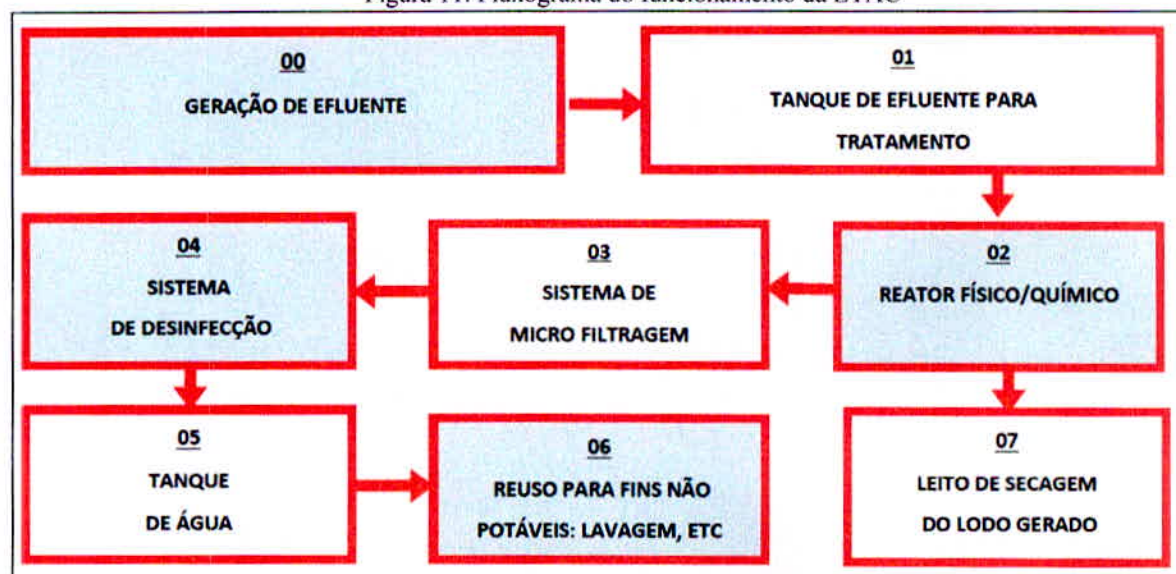 00
GERAÇÃO DE EFLUENTE
01
TANQUE DE EFLUENTE PARA
TRATAMENTO
04
SISTEMA
DE DESINFECÇÃO
03
SISTEMA DE
MICRO FILTRAGEM
02
REATOR FÍSICO/QUÍMICO
05
TANQUE
DE ÁGUA
06
REUSO PARA FINS NÃO
POTÁVEIS: LAVAGEM, ETC
07
LEITO DE SECAGEM
DO LODO GERADO